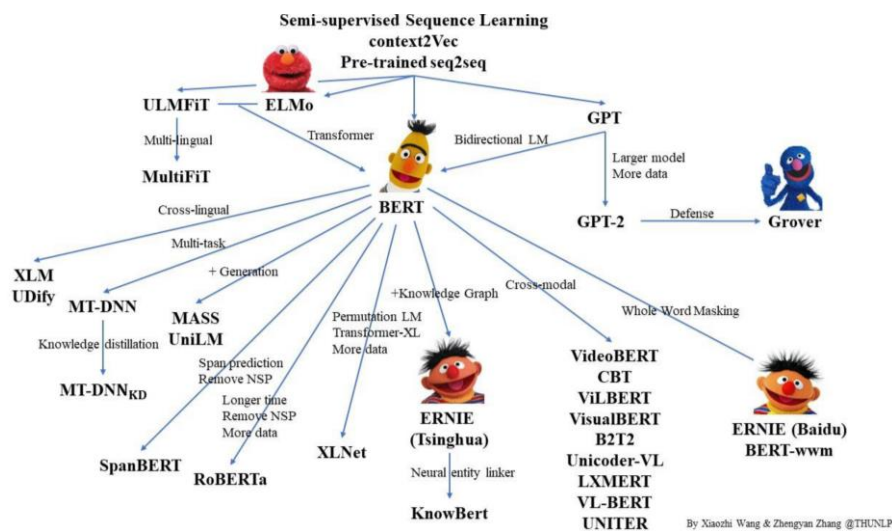 Semi-supervised Sequence Learning
context2Vec
Pre-trained seq2seq
ULMFiT
ELMo
GPT
Multi-lingual
Transformer
Bidirectional LM
Larger model
More data
MultiFiT
BERT
GPT-2
Defense
Grover
Cross-lingual
Multi-task
+ Generation
+Knowledge Graph
Cross-modal
Whole Word Masking
XLM
UDify
MT-DNN
MASS
UniLM
Permutation LM
Transformer-XL
More data
Knowledge distillation
MT-DNNKD
Span prediction
Remove NSP
Longer time
Remove NSP
More data
SpanBERT
RoBERTa
XLNet
ERNIE
(Tsinghua)
Neural entity linker
KnowBert
VideoBERT
CBT
ViLBERT
VisualBERT
B2T2
Unicoder-VL
LXMERT
VL-BERT
UNITER
ERNIE (Baidu)
BERT-wwm
By Xiaozhi Wang & Zhengyan Zhang @THUNLP